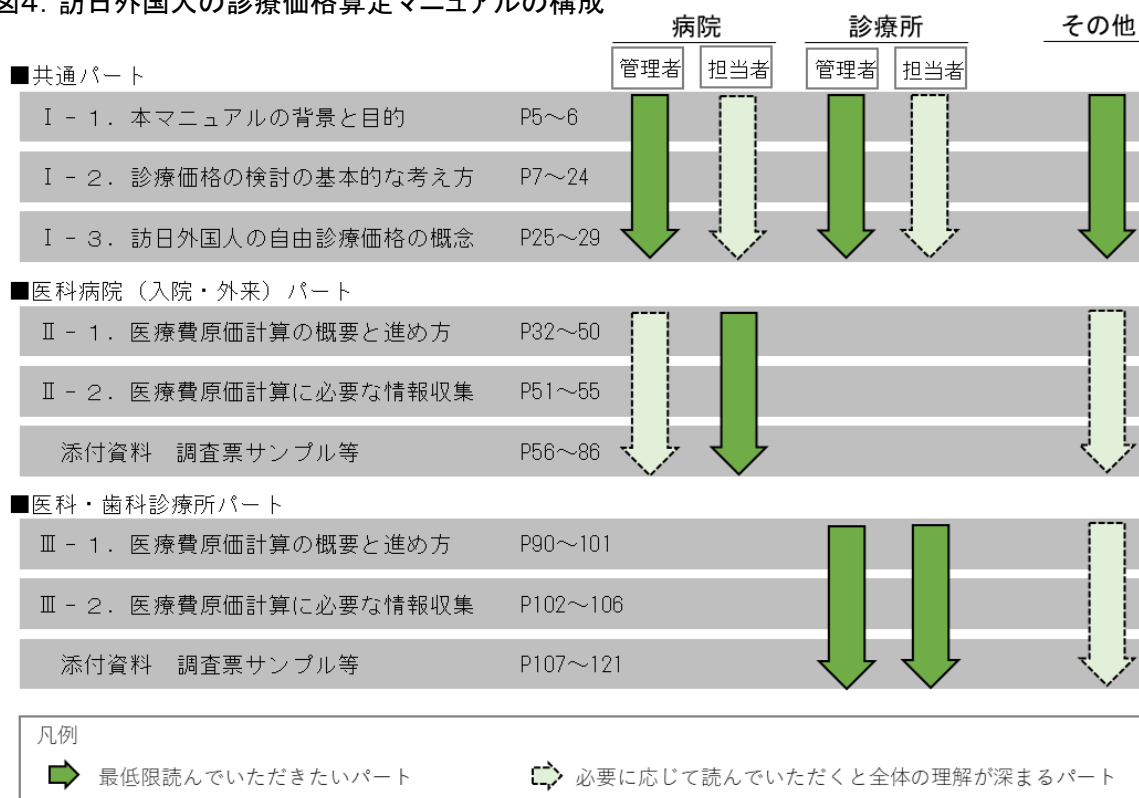 図4. 訪日外国人の診療価格算定マニュアルの構成
病院 診療所 その他
管理者 担当者 管理者 担当者
■共通パート
Ⅰ－１．本マニュアルの背景と目的 P5～6
Ⅰ－２．診療価格の検討の基本的な考え方 P7～24
Ⅰ－３．訪日外国人の自由診療価格の概念 P25～29
■医科病院（入院・外来）パート
Ⅱ－１．医療費原価計算の概要と進め方 P32～50
Ⅱ－２．医療費原価計算に必要な情報収集 P51～55
添付資料　調査票サンプル等 P56～86
■医科・歯科診療所パート
Ⅲ－１．医療費原価計算の概要と進め方 P90～101
Ⅲ－２．医療費原価計算に必要な情報収集 P102～106
添付資料　調査票サンプル等 P107～121
凡例
最低限読んでいただきたいパート 必要に応じて読んでいただくと全体の理解が深まるパート